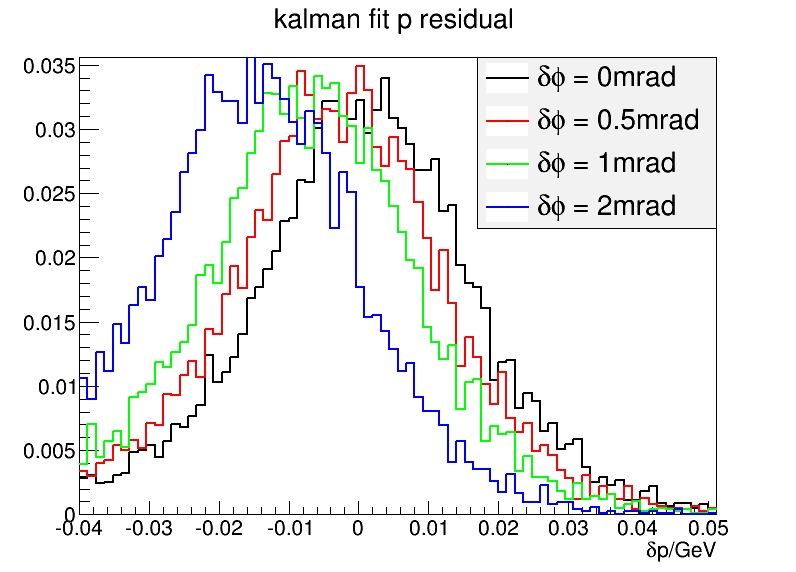 kalman fit p residual
δϕ = 0mrad
δϕ = 0.5mrad
δϕ = 1mrad
δϕ = 2mrad
0.035
0.03
0.025
0.02
0.015
0.01
0.005
0
-0.04 -0.03 -0.02 -0.01 0 0.01 0.02 0.03 0.04 0.05
δp/GeV